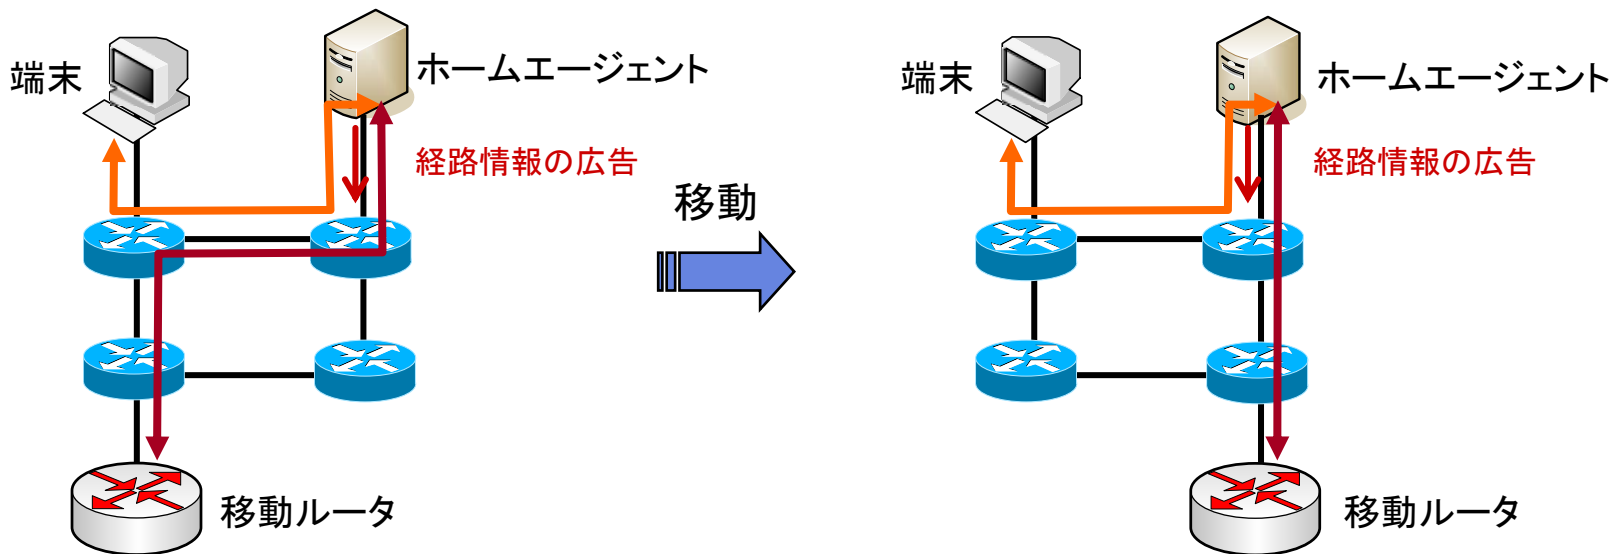 端末
ホームエージェント
経路情報の広告
移動ルータ
移動
端末
ホームエージェント
経路情報の広告
移動ルータ